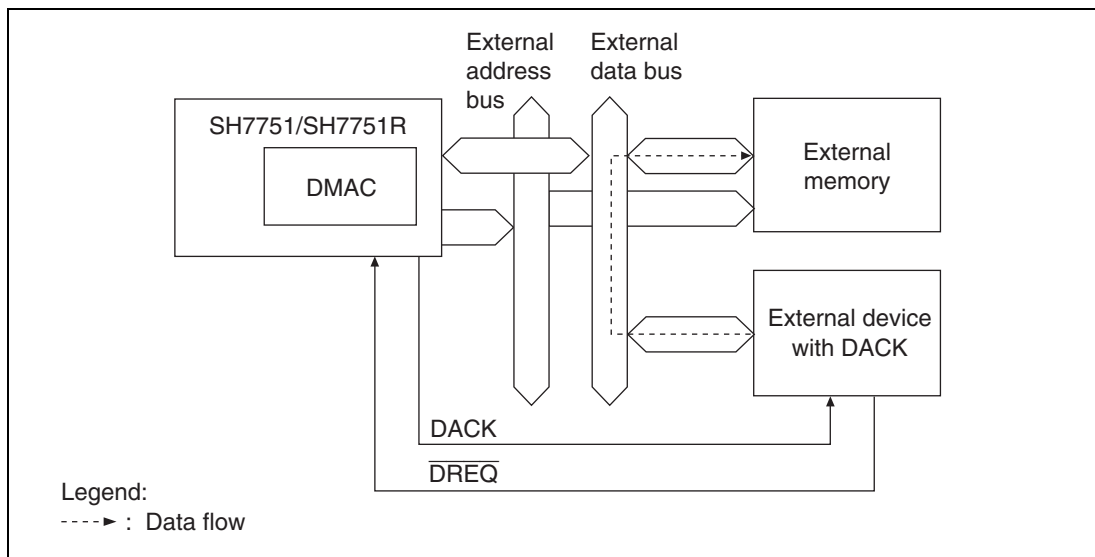 External
address
bus
External
data bus
SH7751/SH7751R
DMAC
External
memory
External device
with DACK
DACK
DREQ
Legend:
: Data flow